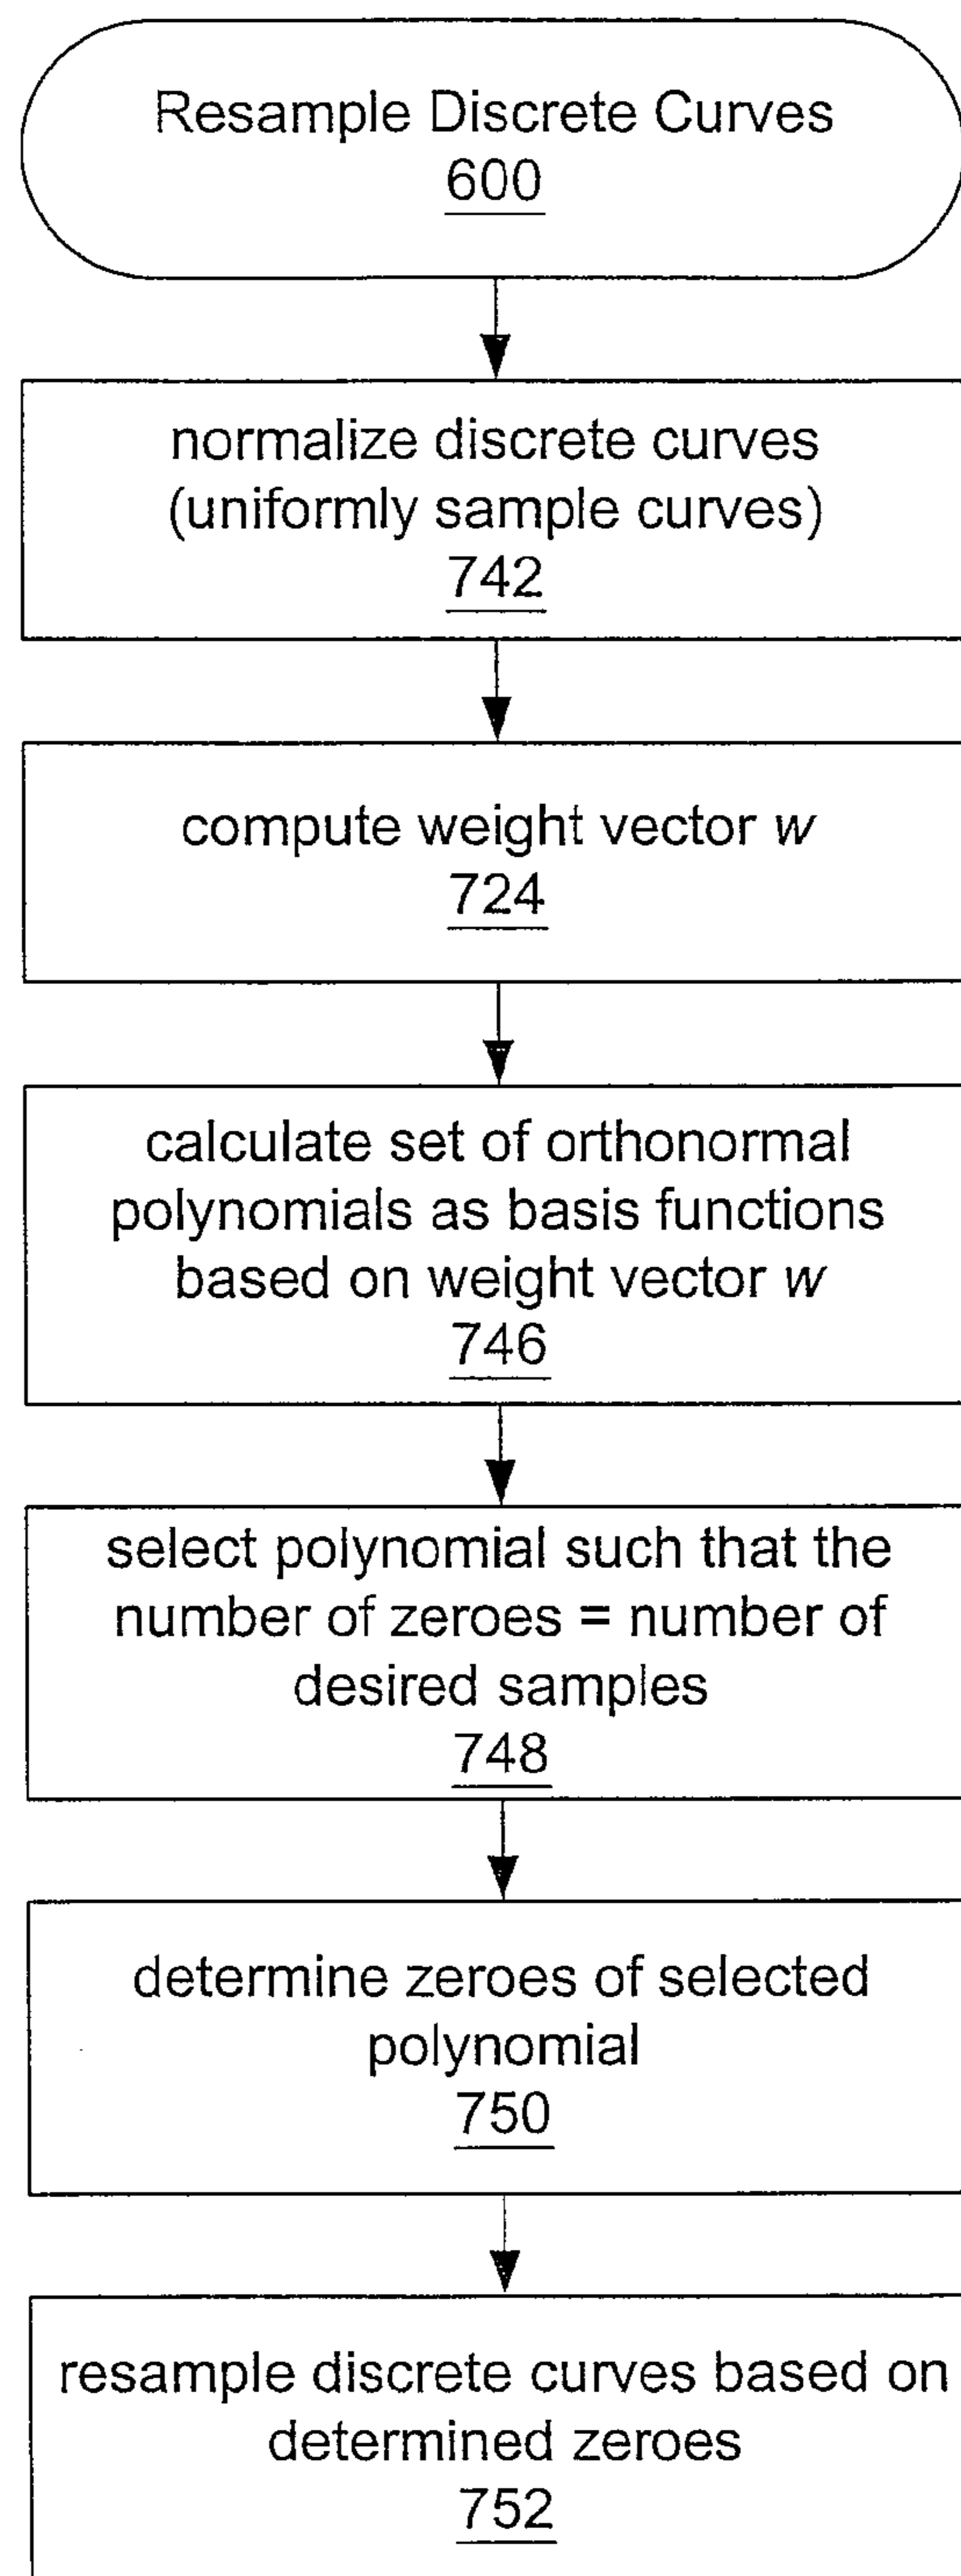 Resample Discrete Curves
600
normalize discrete curves
(uniformly sample curves)
742
compute weight vector w
724
calculate set of orthonormal
polynomials as basis functions
based on weight vector w
746
select polynomial such that the
number of zeroes = number of
desired samples
748
determine zeroes of selected
polynomial
750
resample discrete curves based on
determined zeroes
752